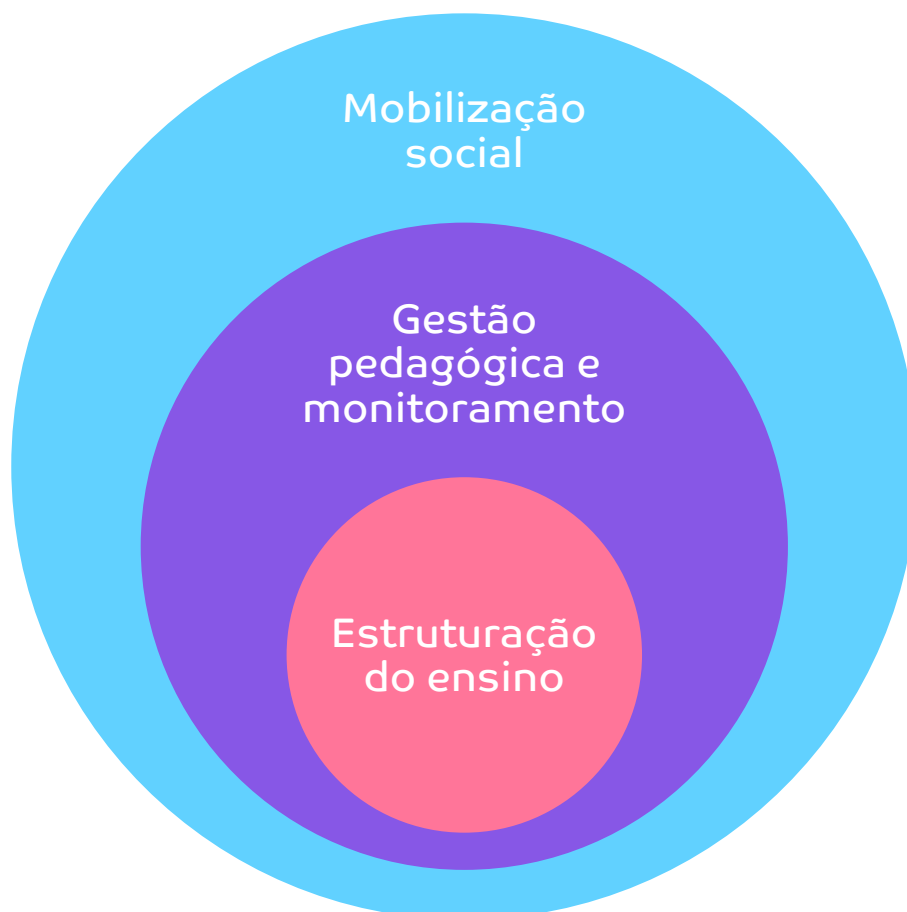 Mobilização
social
Gestão
pedagógica e
monitoramento
Estruturação
do ensino